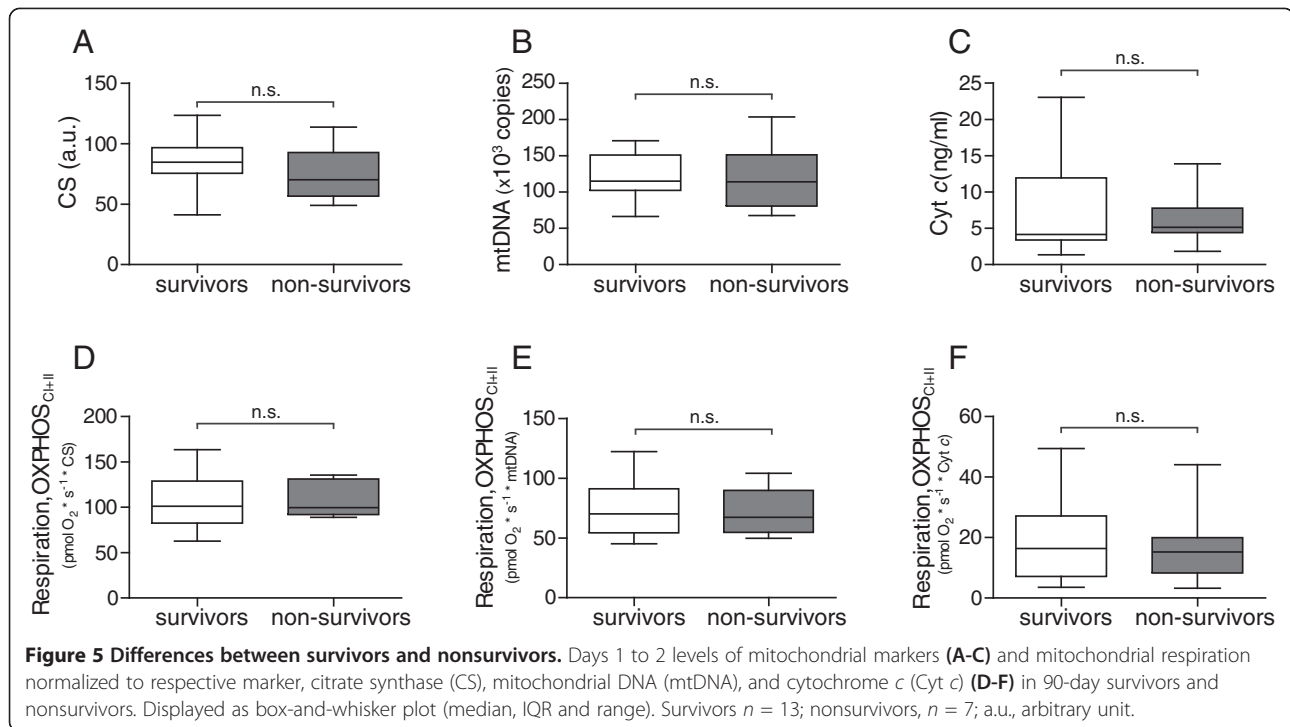 A
CS (a.u.)
150
100
50
0
n.s.
survivors
non-survivors
B
mtDNA (x10³ copies)
250
200
150
100
50
0
n.s.
survivors
non-survivors
C
Cyt c(ng/ml)
25
20
15
10
5
0
n.s.
survivors
non-survivors
D
Respiration,OXPHOS CI+II
(pmol O₂ * s⁻¹ * CS)
200
150
100
50
0
n.s.
survivors
non-survivors
E
Respiration,OXPHOS CI+II
(pmol O₂ * s⁻¹ * mtDNA)
150
100
50
0
n.s.
survivors
non-survivors
F
Respiration,OXPHOS CI+II
(pmol O₂ * s⁻¹ * Cyt c)
60
40
20
0
n.s.
survivors
non-survivors
Figure 5 Differences between survivors and nonsurvivors. Days 1 to 2 levels of mitochondrial markers (A-C) and mitochondrial respiration
normalized to respective marker, citrate synthase (CS), mitochondrial DNA (mtDNA), and cytochrome c (Cyt c) (D-F) in 90-day survivors and
nonsurvivors. Displayed as box-and-whisker plot (median, IQR and range). Survivors n = 13; nonsurvivors, n = 7; a.u., arbitrary unit.